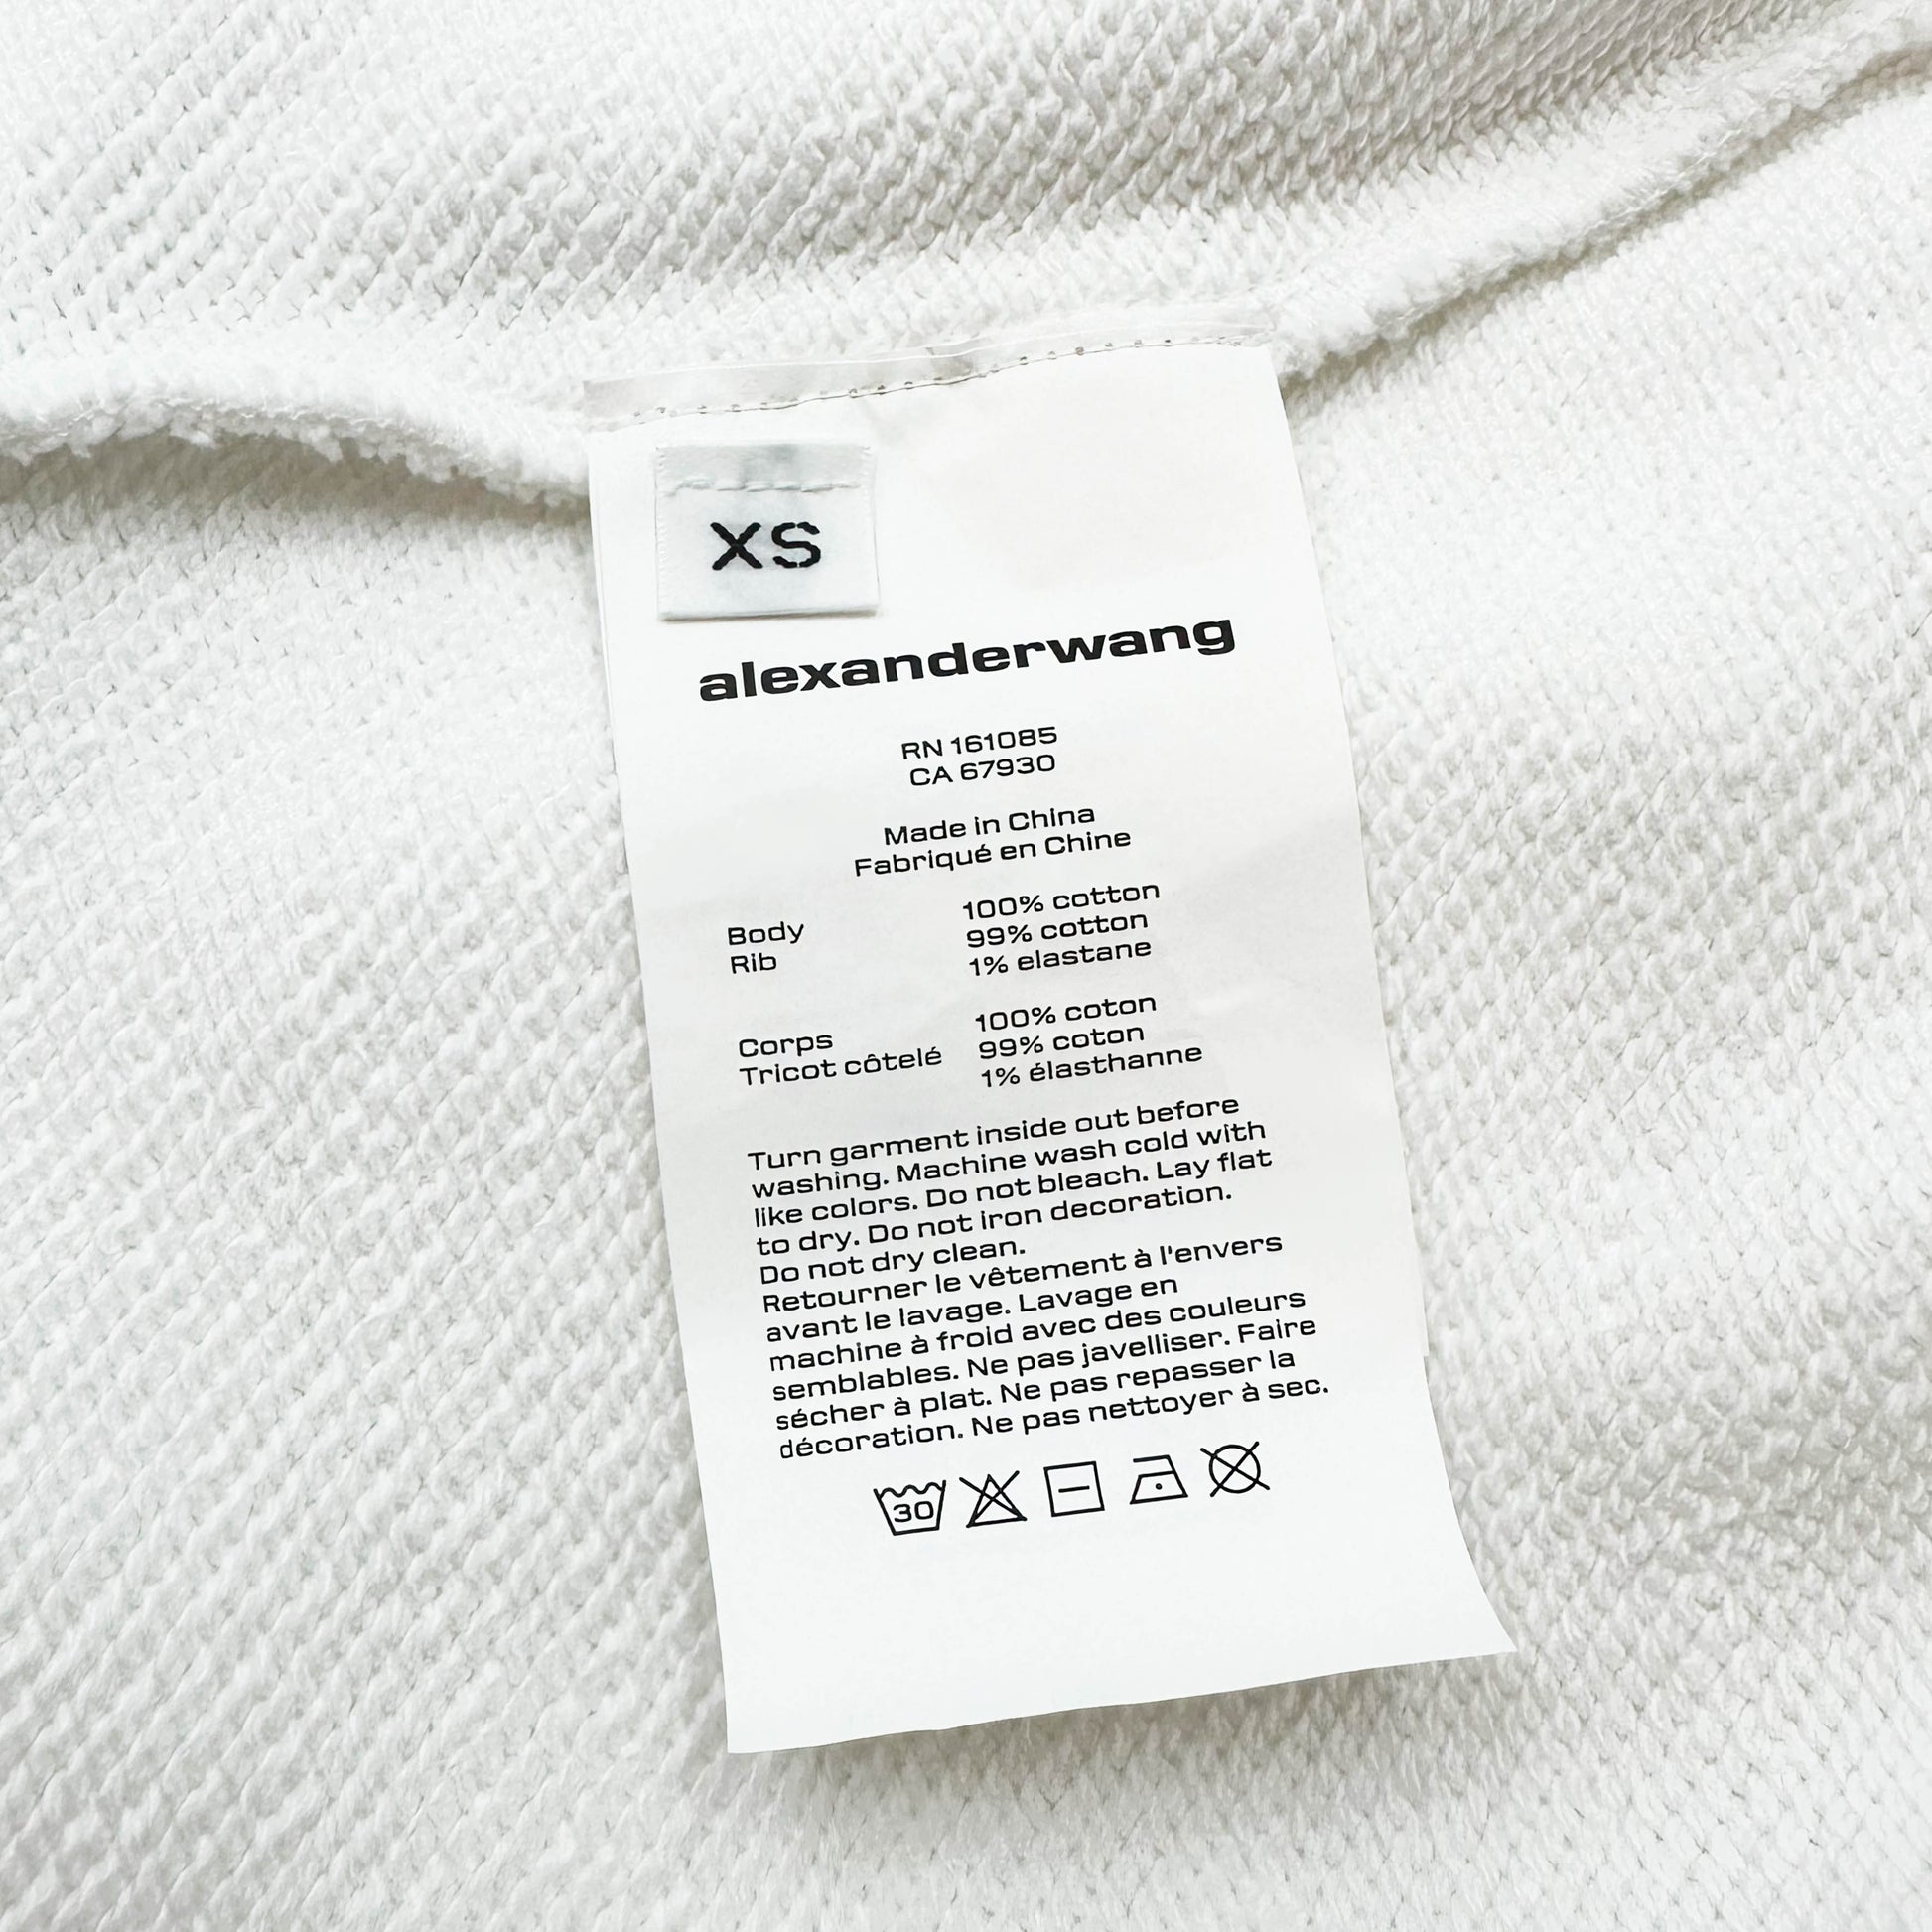 XS
alexanderwang
RN 161085
CA 67930
Made in China
Fabriqué en Chine
Body 100% cotton
Rib 99% cotton
1% elastane
Corps 100% coton
Tricot côtelé 99% coton
1% élasthanne
Turn garment inside out before
washing. Machine wash cold with
like colors. Do not bleach. Lay flat
to dry. Do not iron decoration.
Do not dry clean.
Retourner le vêtement à l'envers
avant le lavage. Lavage en
machine à froid avec des couleurs
semblables. Ne pas javelliser. Faire
sécher à plat. Ne pas repasser la
décoration. Ne pas nettoyer à sec.
30